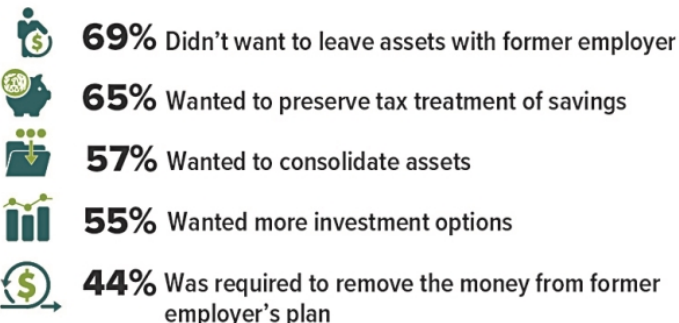 69% Didn’t want to leave assets with former employer
65% Wanted to preserve tax treatment of savings
57% Wanted to consolidate assets
55% Wanted more investment options
44% Was required to remove the money from former
employer’s plan